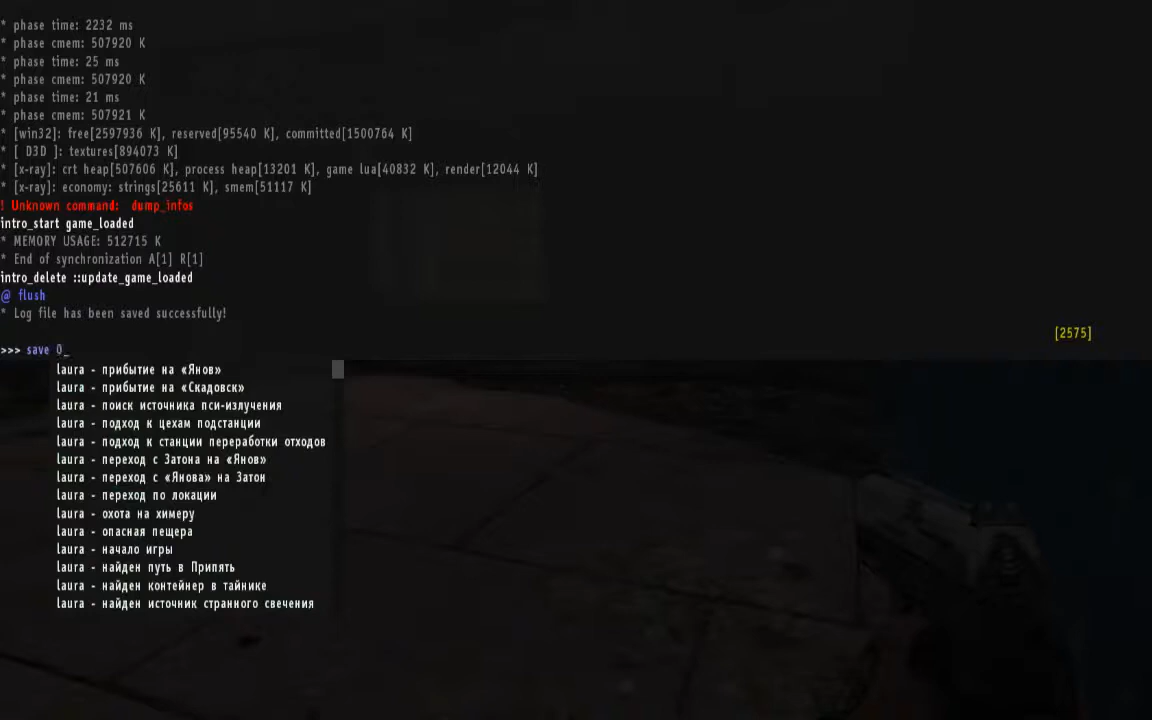 * phase time: 2232 ms
* phase cmem: 507920 K
* phase time: 25 ms
* phase cmem: 507920 K
* phase time: 21 ms
* phase cmem: 507921 K
* [win32]: free[2597936 K], reserved[95540 K], committed[1500764 K]
* [ D3D ]: textures[894073 K]
* [x-ray]: crt heap[507606 K], process heap[13201 K], game lua[40832 K], render[12044 K]
* [x-ray]: economy: strings[25611 K], smem[51117 K]
! Unknown command:  dump_infos
intro_start game_loaded
* MEMORY USAGE: 512715 K
* End of synchronization A[1] R[1]
intro_delete ::update_game_loaded
@ flush
* Log file has been saved successfully!
[2575]
>>> save 0_
laura - прибытие на «Янов»
laura - прибытие на «Скадовск»
laura - поиск источника пси-излучения
laura - подход к цехам подстанции
laura - подход к станции переработки отходов
laura - переход с Затона на «Янов»
laura - переход с «Янова» на Затон
laura - переход по локации
laura - охота на химеру
laura - опасная пещера
laura - начало игры
laura - найден путь в Припять
laura - найден контейнер в тайнике
laura - найден источник странного свечения